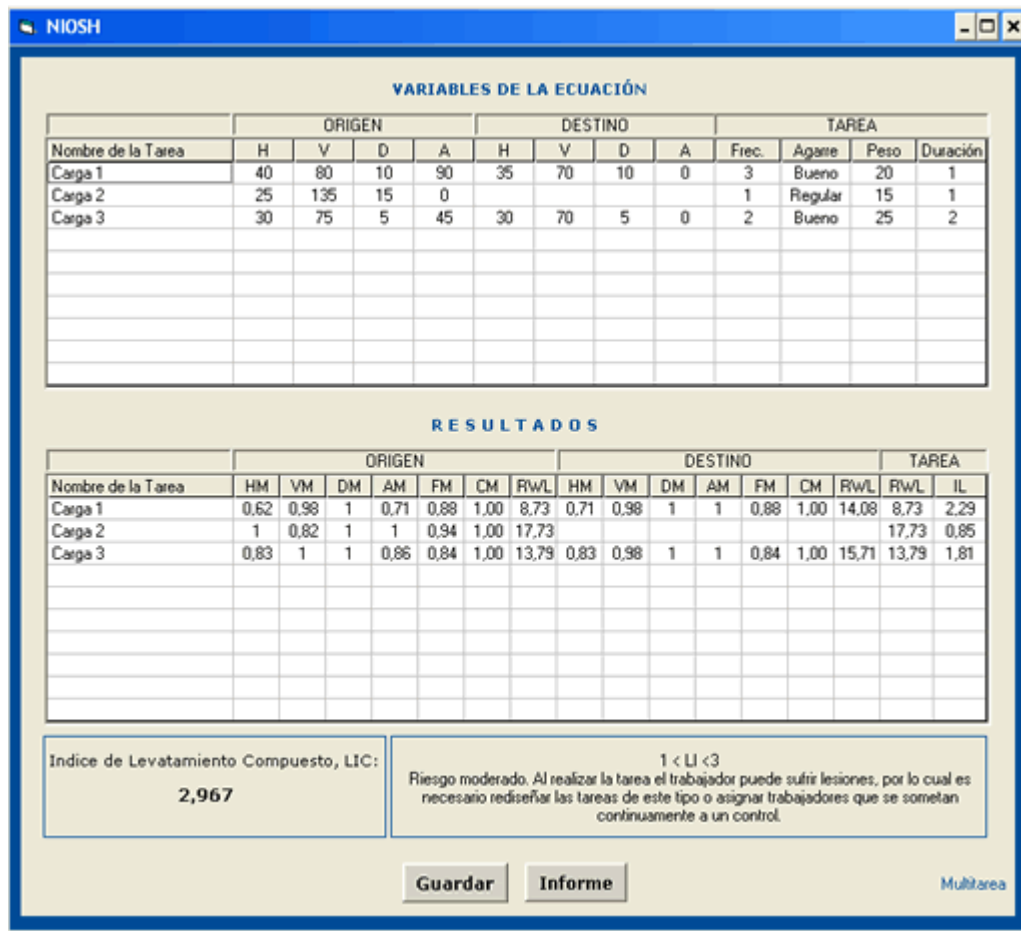 NIOSH
VARIABLES DE LA ECUACIÓN
ORIGEN DESTINO TAREA
Nombre de la Tarea H V D A H V D A Frec. Agarre Peso Duración
Carga 1 40 80 10 90 35 70 10 0 3 Bueno 20 1
Carga 2 25 135 15 0 1 Regular 15 1
Carga 3 30 75 5 45 30 70 5 0 2 Bueno 25 2
RESULTADOS
ORIGEN DESTINO TAREA
Nombre de la Tarea HM VM DM AM FM CM RWL HM VM DM AM FM CM RWL RWL IL
Carga 1 0,62 0,98 1 0,71 0,88 1,00 8,73 0,71 0,98 1 1 0,88 1,00 14,08 8,73 2,29
Carga 2 1 0,82 1 1 0,94 1,00 17,73 17,73 0,85
Carga 3 0,83 1 1 0,86 0,84 1,00 13,79 0,83 0,98 1 1 0,84 1,00 15,71 13,79 1,81
Indice de Levatamiento Compuesto, LIC:
2,967
1 < LI <3
Riesgo moderado. Al realizar la tarea el trabajador puede sufrir lesiones, por lo cual es
necesario rediseñar las tareas de este tipo o asignar trabajadores que se sometan
continuamente a un control.
Guardar Informe
Multitarea